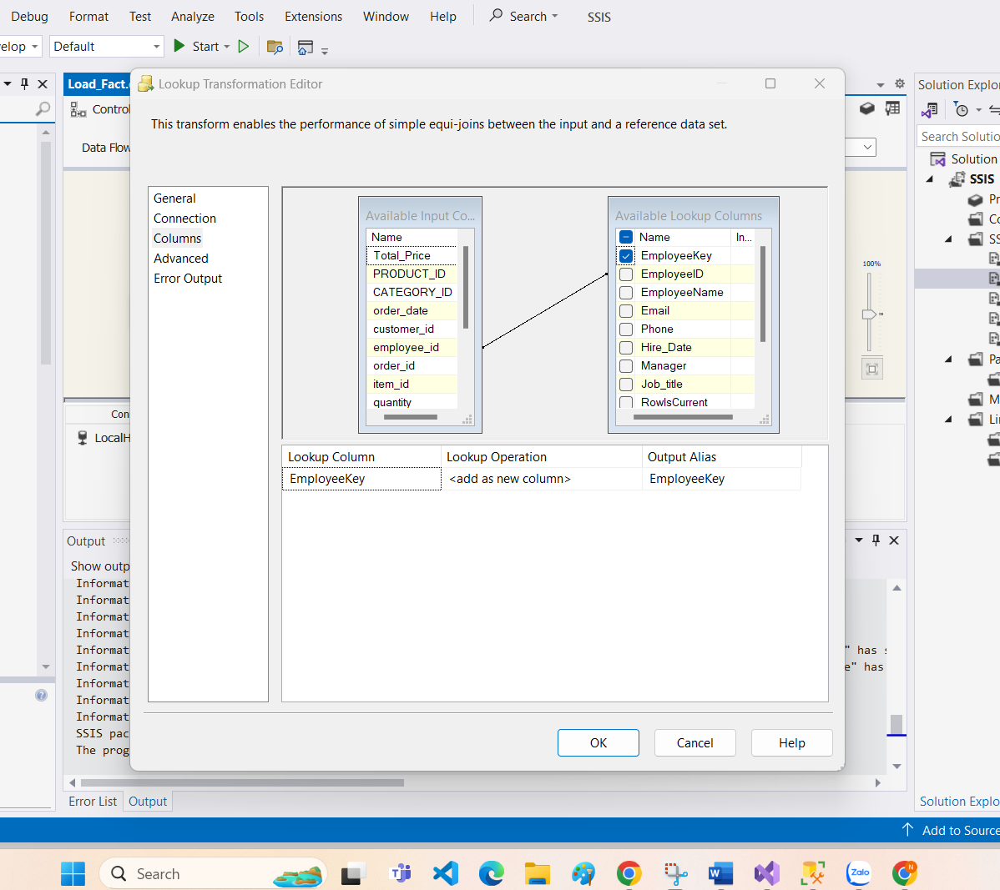 Debug Format Test Analyze Tools Extensions Window Help Search SSIS
elop Default Start
Load_Fact. Lookup Transformation Editor Solution Explo
Control
This transform enables the performance of simple equi-joins between the input and a reference data set.
Data Flow Search Solutio
Solution
SSIS
General
Connection
Columns
Advanced
Error Output
Available Input Co...
Name
Total_Price
PRODUCT_ID
CATEGORY_ID
order_date
customer_id
employee_id
order_id
item_id
quantity
Available Lookup Columns
Name In...
EmployeeKey
EmployeeID
EmployeeName
Email
Phone
Hire_Date
Manager
Job_title
RowIsCurrent
Pr
Co
SS
100%
Pa
M
Li
Con
LocalH
Lookup Column Lookup Operation Output Alias
EmployeeKey <add as new column> EmployeeKey
Output
Show outp
Informat
Informat
Informat
Informat
Informat " has s
Informat e" has
Informat
Informat
Informat
SSIS pac
The prog
OK Cancel Help
Error List Output Solution Explo
Add to Source
Search
Zalo
N